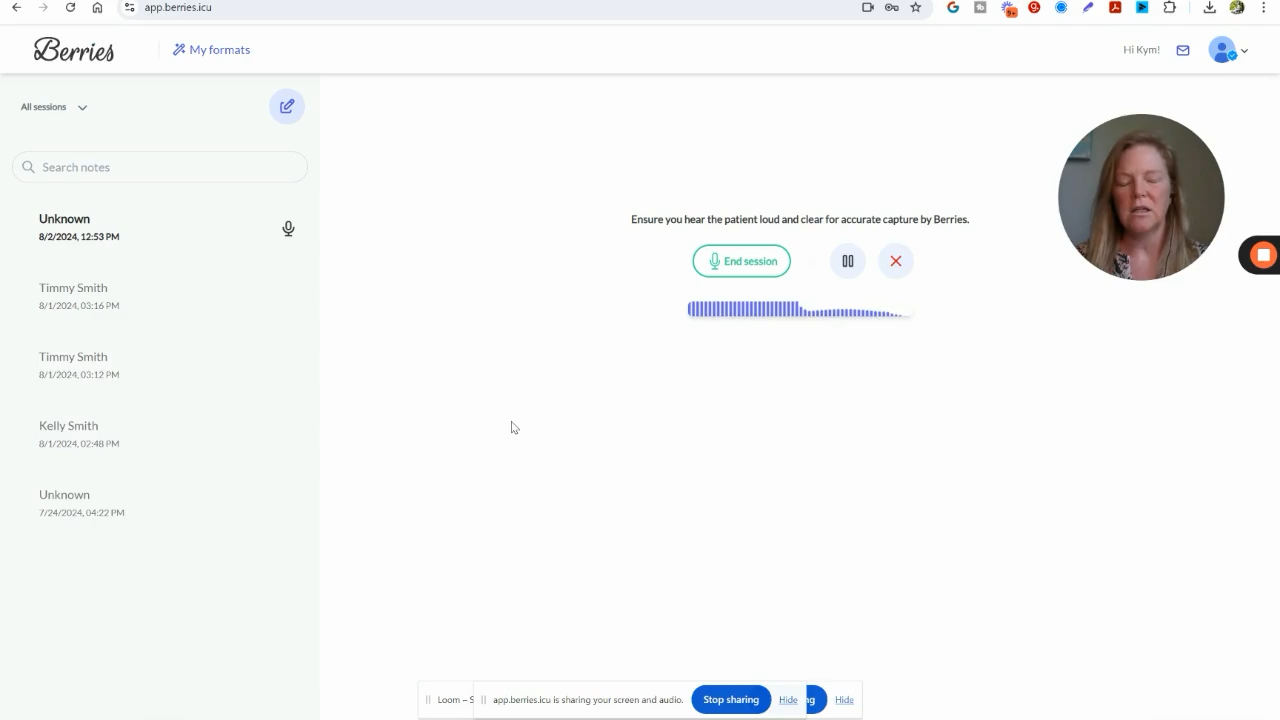 app.berries.icu
9+
Berries
My formats
Hi Kym!
All sessions
Search notes
Unknown
8/2/2024, 12:53 PM
Timmy Smith
8/1/2024, 03:16 PM
Timmy Smith
8/1/2024, 03:12 PM
Kelly Smith
8/1/2024, 02:48 PM
Unknown
7/24/2024, 04:22 PM
Ensure you hear the patient loud and clear for accurate capture by Berries.
End session
Loom – S
app.berries.icu is sharing your screen and audio.
Stop sharing
Hide
ng
Hide